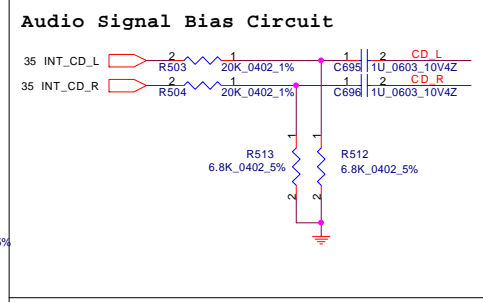 Audio Signal Bias Circuit
35 INT_CD_L 2 1 1 2 CD_L
R503 20K_0402_1% C695 1U_0603_10V4Z
35 INT_CD_R 2 1 1 2 CD_R
R504 20K_0402_1% C696 1U_0603_10V4Z
1 1
R513 R512
6.8K_0402_5% 6.8K_0402_5%
2 2
%